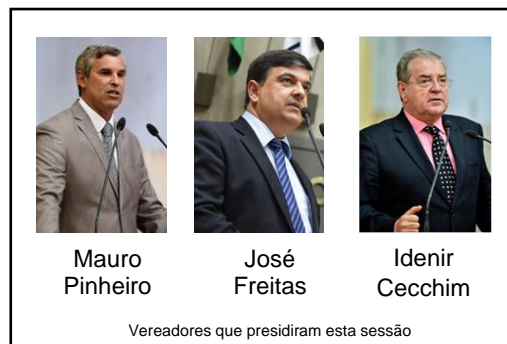 Mauro
Pinheiro
José
Freitas
Idenir
Cecchim
Vereadores que presidiram esta sessão